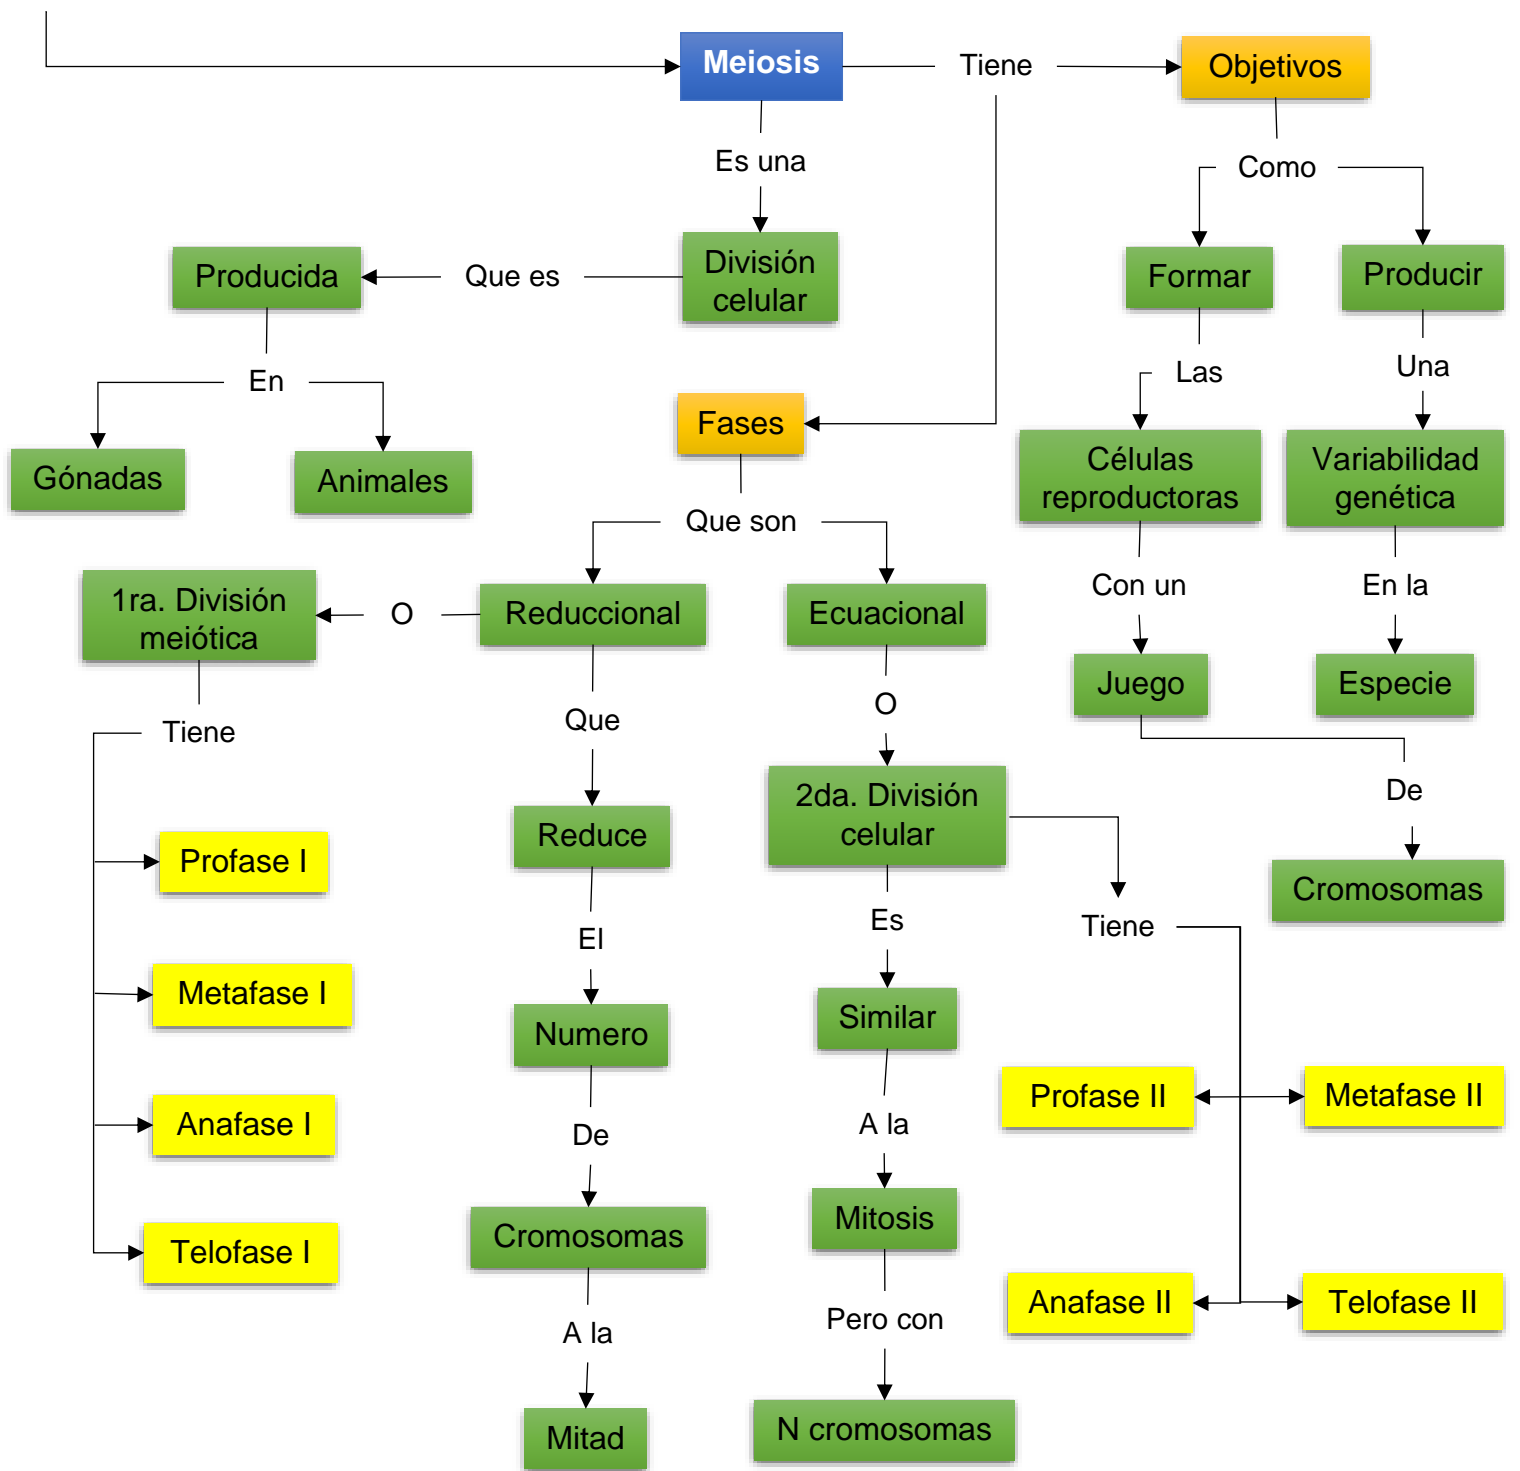 Meiosis
Tiene
Objetivos
Es una
Como
División
celular
Que es
Producida
Formar
Producir
En
Las
Una
Gónadas
Animales
Fases
Células
reproductoras
Variabilidad
genética
Que son
1ra. División
meiótica
O
Reduccional
Ecuacional
Con un
En la
Juego
Especie
Tiene
Que
O
De
Profase I
Reduce
2da. División
celular
Cromosomas
El
Es
Tiene
Metafase I
Numero
Similar
Anafase I
De
A la
Profase II
Metafase II
Telofase I
Cromosomas
Mitosis
Anafase II
Telofase II
A la
Pero con
Mitad
N cromosomas